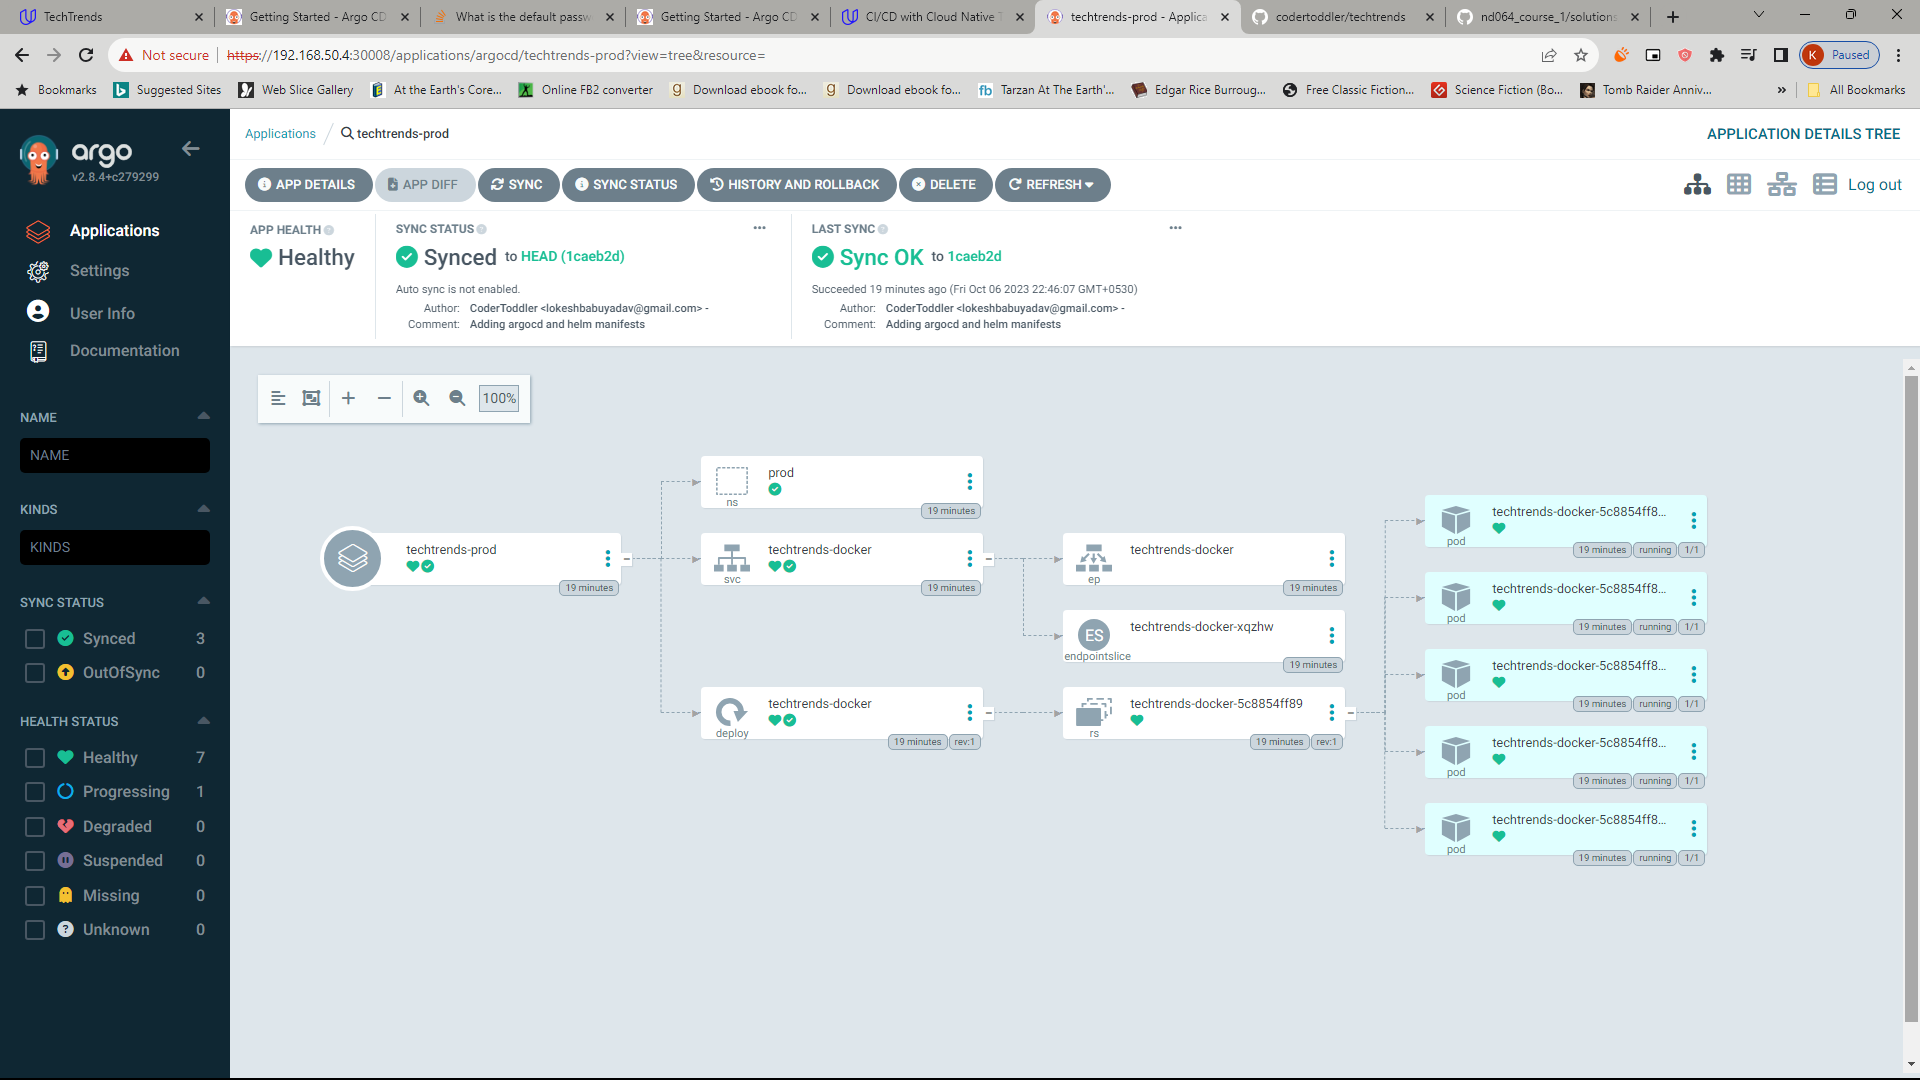 TechTrends
Getting Started - Argo CD
What is the default passw
Getting Started - Argo CD
CI/CD with Cloud Native T
techtrends-prod - Applica
codertoddler/techtrends
nd064_course_1/solutions
Not secure
https://192.168.50.4:30008/applications/argocd/techtrends-prod?view=tree&resource=
K Paused
Bookmarks
Suggested Sites
Web Slice Gallery
At the Earth's Core...
Online FB2 converter
Download ebook fo...
Download ebook fo...
Tarzan At The Earth'...
Edgar Rice Burroug...
Free Classic Fiction...
Science Fiction (Bo...
Tomb Raider Anniv...
»
All Bookmarks
argo
v2.8.4+c279299
Applications
Settings
User Info
Documentation
NAME
NAME
KINDS
KINDS
SYNC STATUS
Synced 3
OutOfSync 0
HEALTH STATUS
Healthy 7
Progressing 1
Degraded 0
Suspended 0
Missing 0
Unknown 0
Applications / techtrends-prod
APPLICATION DETAILS TREE
APP DETAILS
APP DIFF
SYNC
SYNC STATUS
HISTORY AND ROLLBACK
DELETE
REFRESH
Log out
APP HEALTH
Healthy
SYNC STATUS
Synced to HEAD (1caeb2d)
Auto sync is not enabled.
Author: CoderToddler <lokeshbabuyadav@gmail.com> -
Comment: Adding argocd and helm manifests
LAST SYNC
Sync OK to 1caeb2d
Succeeded 19 minutes ago (Fri Oct 06 2023 22:46:07 GMT+0530)
Author: CoderToddler <lokeshbabuyadav@gmail.com> -
Comment: Adding argocd and helm manifests
100%
techtrends-prod
19 minutes
prod
ns
19 minutes
techtrends-docker
svc
19 minutes
techtrends-docker
deploy
19 minutes rev:1
techtrends-docker
ep
19 minutes
ES
techtrends-docker-xqzhw
endpointslice
19 minutes
techtrends-docker-5c8854ff89
rs
19 minutes rev:1
techtrends-docker-5c8854ff8...
pod
19 minutes running 1/1
techtrends-docker-5c8854ff8...
pod
19 minutes running 1/1
techtrends-docker-5c8854ff8...
pod
19 minutes running 1/1
techtrends-docker-5c8854ff8...
pod
19 minutes running 1/1
techtrends-docker-5c8854ff8...
pod
19 minutes running 1/1